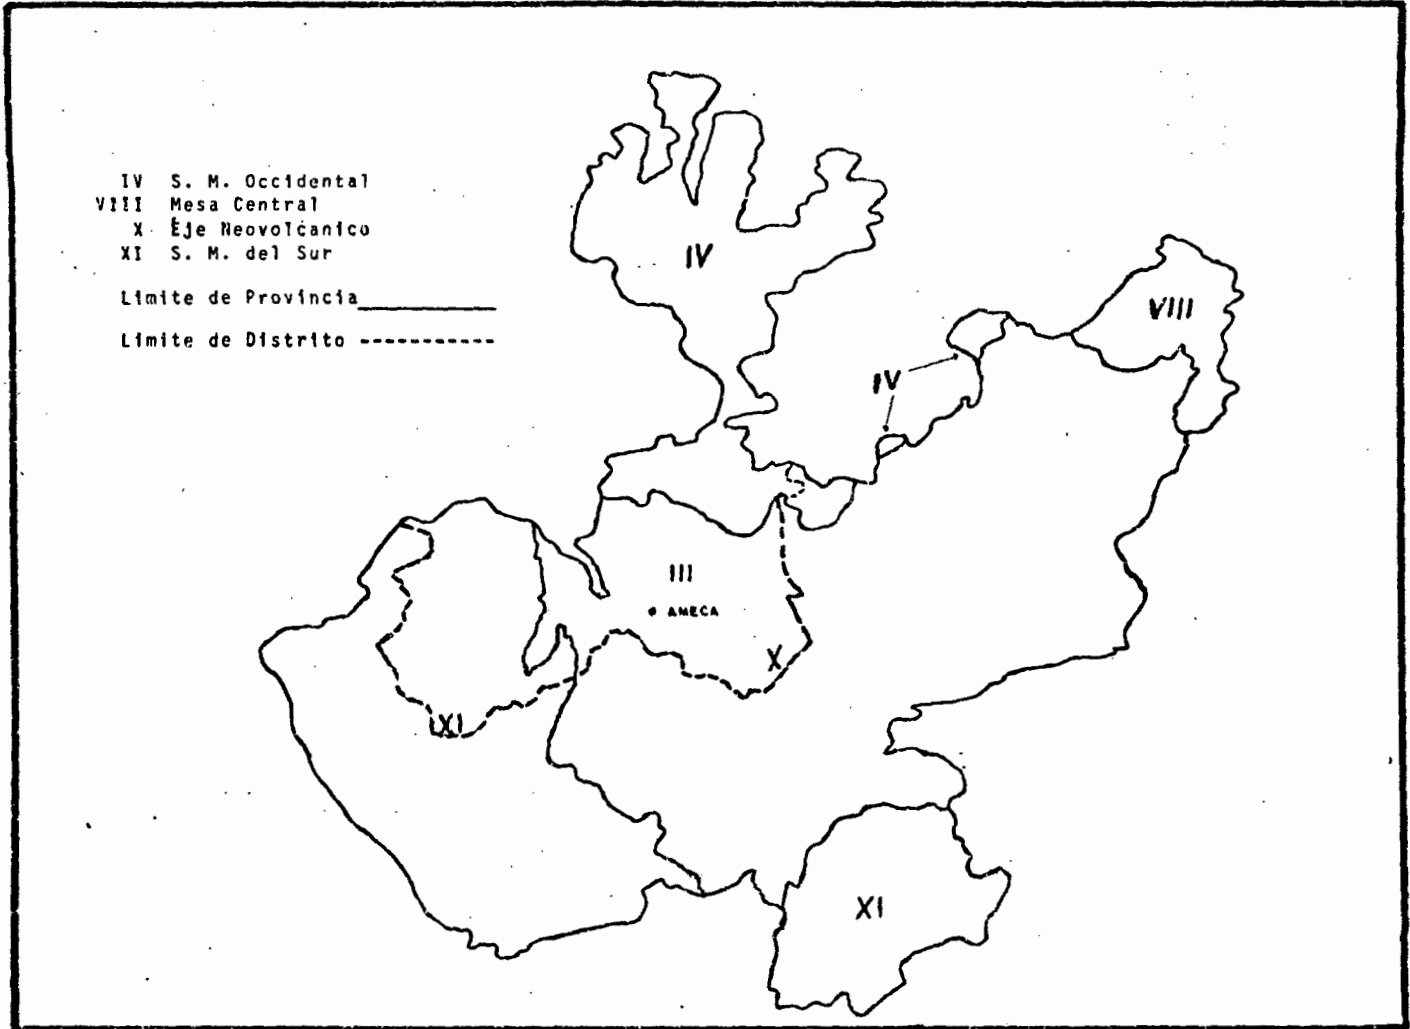 IV S. M. Occidental
VIII Mesa Central
X Éje Neovolcanico
XI S. M. del Sur
Limite de Provincia
Limite de Distrito
IV
VIII
IV
III
AMECA
X
XI
XI